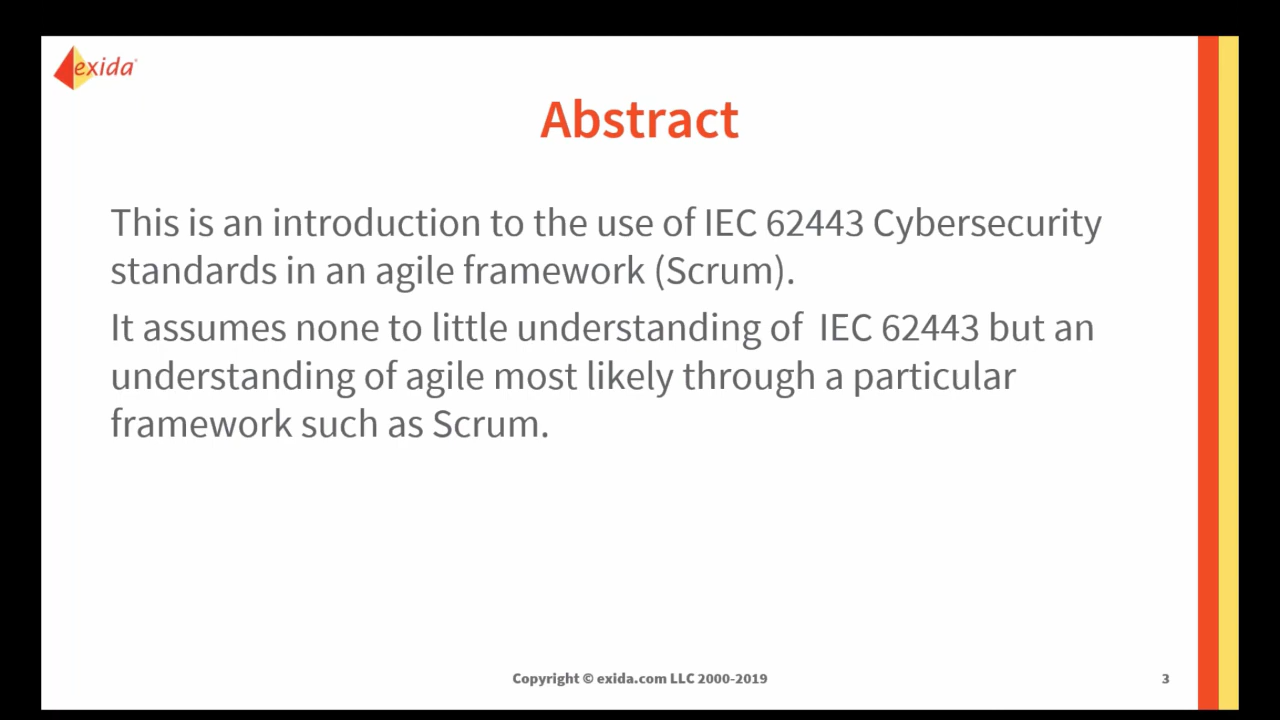 exida
Abstract
This is an introduction to the use of IEC 62443 Cybersecurity
standards in an agile framework (Scrum).
It assumes none to little understanding of  IEC 62443 but an
understanding of agile most likely through a particular
framework such as Scrum.
Copyright © exida.com LLC 2000-2019
3